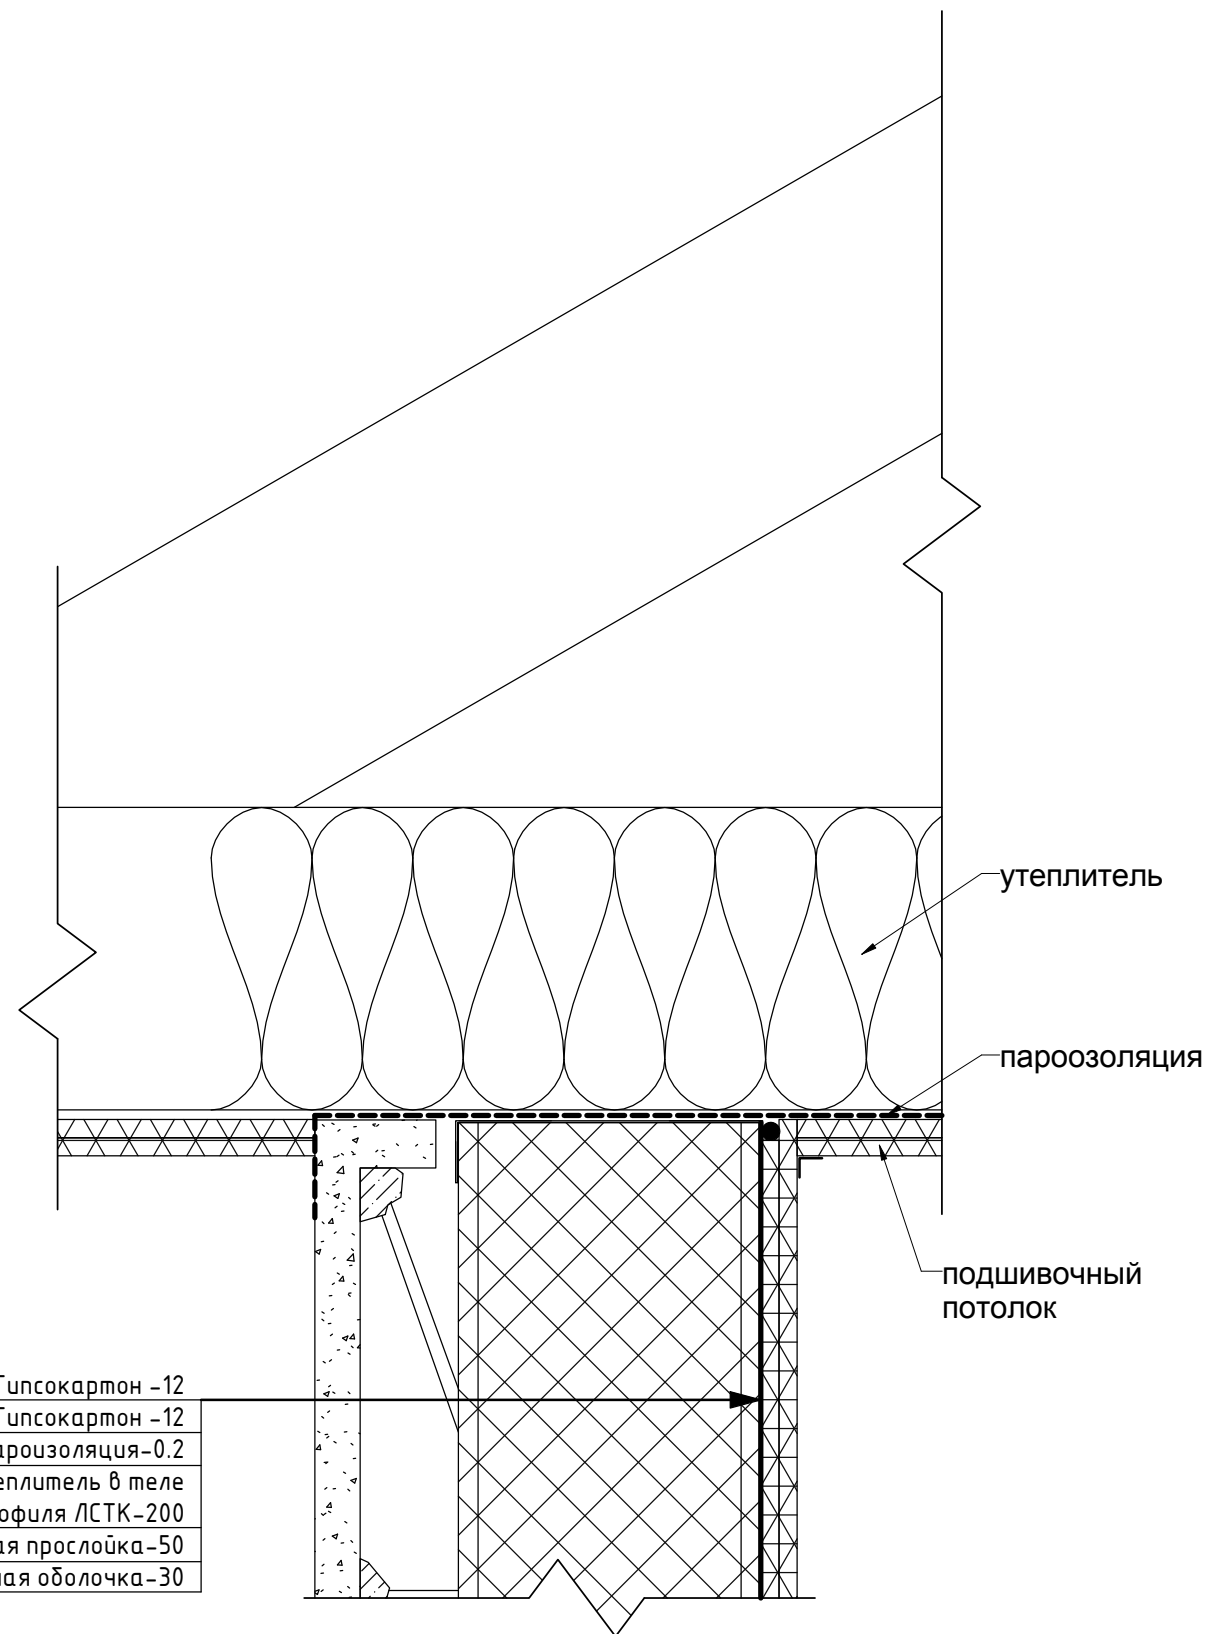 утеплитель
пароозоляция
подшивочный
потолок
Гипсокартон -12
Гипсокартон -12
ароизоляция-0.2
еплитель в теле
офиля ЛСТК-200
ая прослойка-50
ная оболочка-30